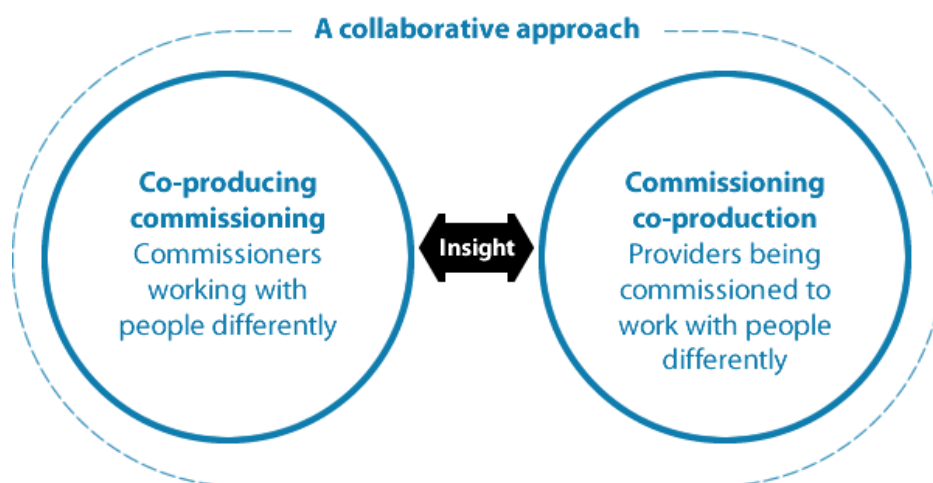 A collaborative approach
Co-producing
commissioning
Commissioners
working with
people differently
Insight
Commissioning
co-production
Providers being
commissioned to
work with people
differently